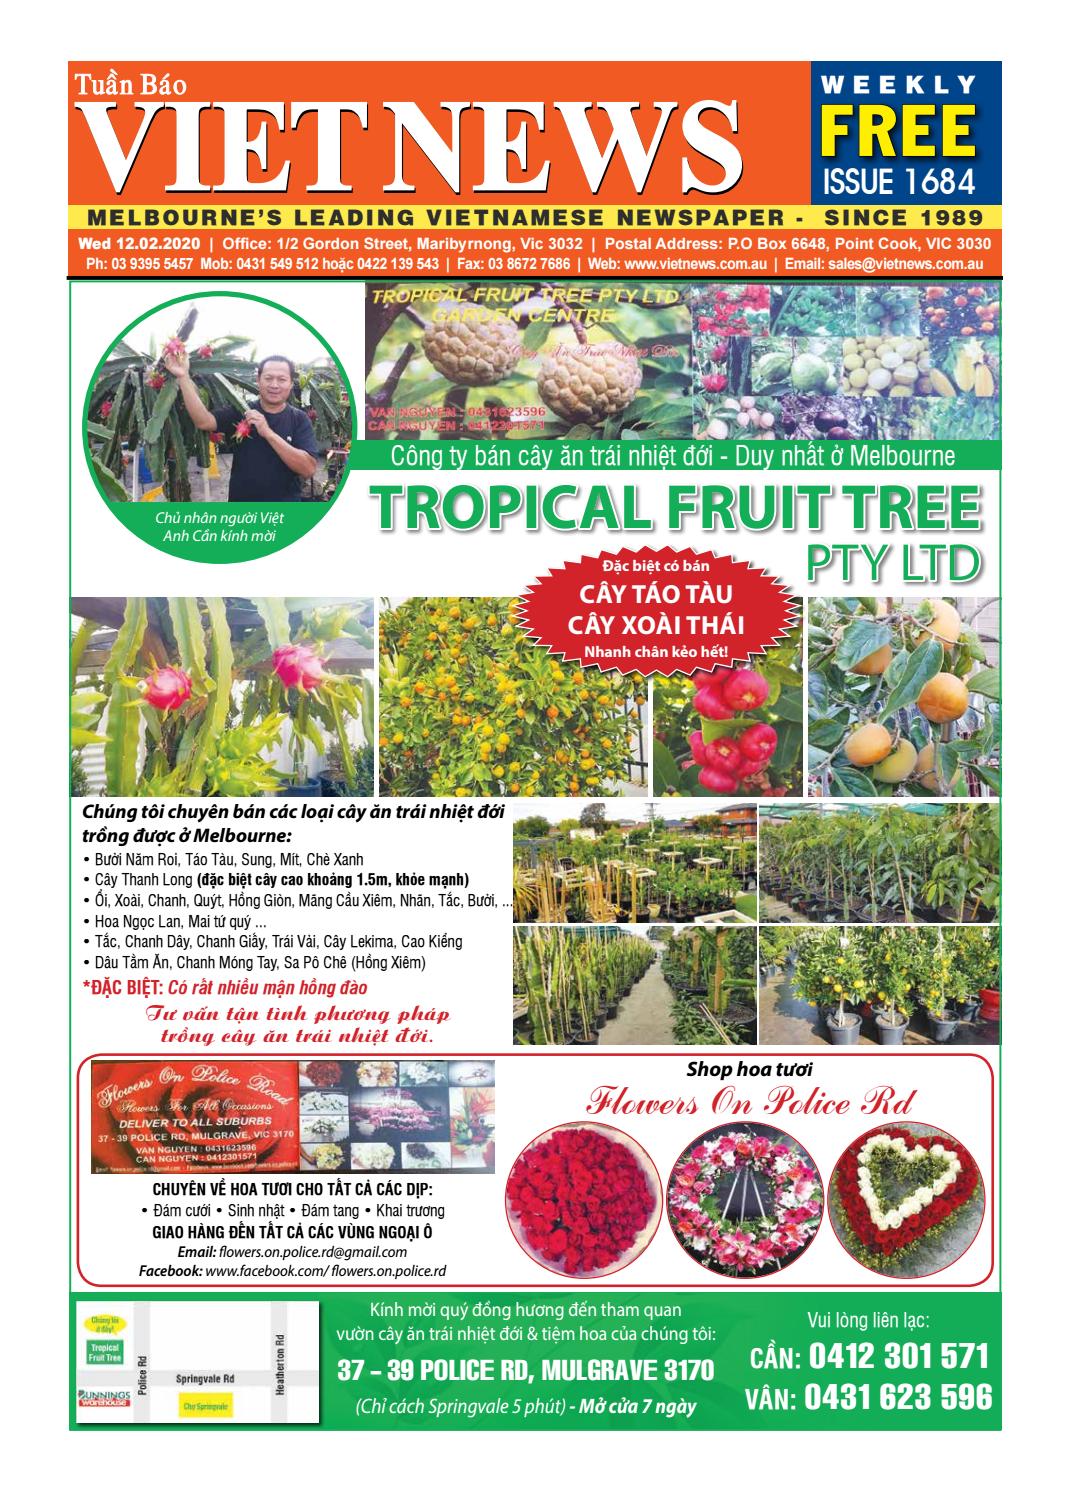 Tuần Báo
VIET NEWS
WEEKLY
FREE
ISSUE 1684
MELBOURNE'S LEADING VIETNAMESE NEWSPAPER - SINCE 1989
Wed 12.02.2020 | Office: 1/2 Gordon Street, Maribyrnong, Vic 3032 | Postal Address: P.O Box 6648, Point Cook, VIC 3030
Ph: 03 9395 5457 Mob: 0431 549 512 hoặc 0422 139 543 | Fax: 03 8672 7686 | Web: www.vietnews.com.au | Email: sales@vietnews.com.au
TROPICAL FRUIT TREE PTY LTD
GARDEN CENTRE
Cây Ăn Trái Nhiệt Đới
VAN NGUYEN : 0431623596
CAN NGUYEN : 0412301571
Công ty bán cây ăn trái nhiệt đới - Duy nhất ở Melbourne
Chủ nhân người Việt
Anh Cần kính mời
TROPICAL FRUIT TREE
PTY LTD
Đặc biệt có bán
CÂY TÁO TÀU
CÂY XOÀI THÁI
Nhanh chân kẻo hết!
Chúng tôi chuyên bán các loại cây ăn trái nhiệt đới
trồng được ở Melbourne:
• Bưởi Năm Roi, Táo Tàu, Sung, Mít, Chè Xanh
• Cây Thanh Long (đặc biệt cây cao khoảng 1.5m, khỏe mạnh)
• Ổi, Xoài, Chanh, Quýt, Hồng Giòn, Mãng Cầu Xiêm, Nhãn, Tắc, Bưởi, ...
• Hoa Ngọc Lan, Mai tứ quý ...
• Tắc, Chanh Dây, Chanh Giấy, Trái Vải, Cây Lekima, Cao Kiểng
• Dâu Tằm Ăn, Chanh Móng Tay, Sa Pô Chê (Hồng Xiêm)
*ĐẶC BIỆT: Có rất nhiều mận hồng đào
Tư vấn tận tình phương pháp
trồng cây ăn trái nhiệt đới.
Flowers On Police Road
Flowers For All Occasions
DELIVER TO ALL SUBURBS
37 - 39 POLICE RD, MULGRAVE, VIC 3170
VAN NGUYEN : 0431623596
CAN NGUYEN : 0412301571
CHUYÊN VỀ HOA TƯƠI CHO TẤT CẢ CÁC DỊP:
• Đám cưới • Sinh nhật • Đám tang • Khai trương
GIAO HÀNG ĐẾN TẤT CẢ CÁC VÙNG NGOẠI Ô
Email: flowers.on.police.rd@gmail.com
Facebook: www.facebook.com/ flowers.on.police.rd
Shop hoa tươi
Flowers On Police Rd
Chúng tôi
ở đây!
Tropical
Fruit Tree
BUNNINGS
warehouse
Police Rd
Springvale Rd
Chợ Springvale
Heatherton Rd
Kính mời quý đồng hương đến tham quan
vườn cây ăn trái nhiệt đới & tiệm hoa của chúng tôi:
37 – 39 POLICE RD, MULGRAVE 3170
(Chỉ cách Springvale 5 phút) - Mở cửa 7 ngày
Vui lòng liên lạc:
CẦN: 0412 301 571
VÂN: 0431 623 596